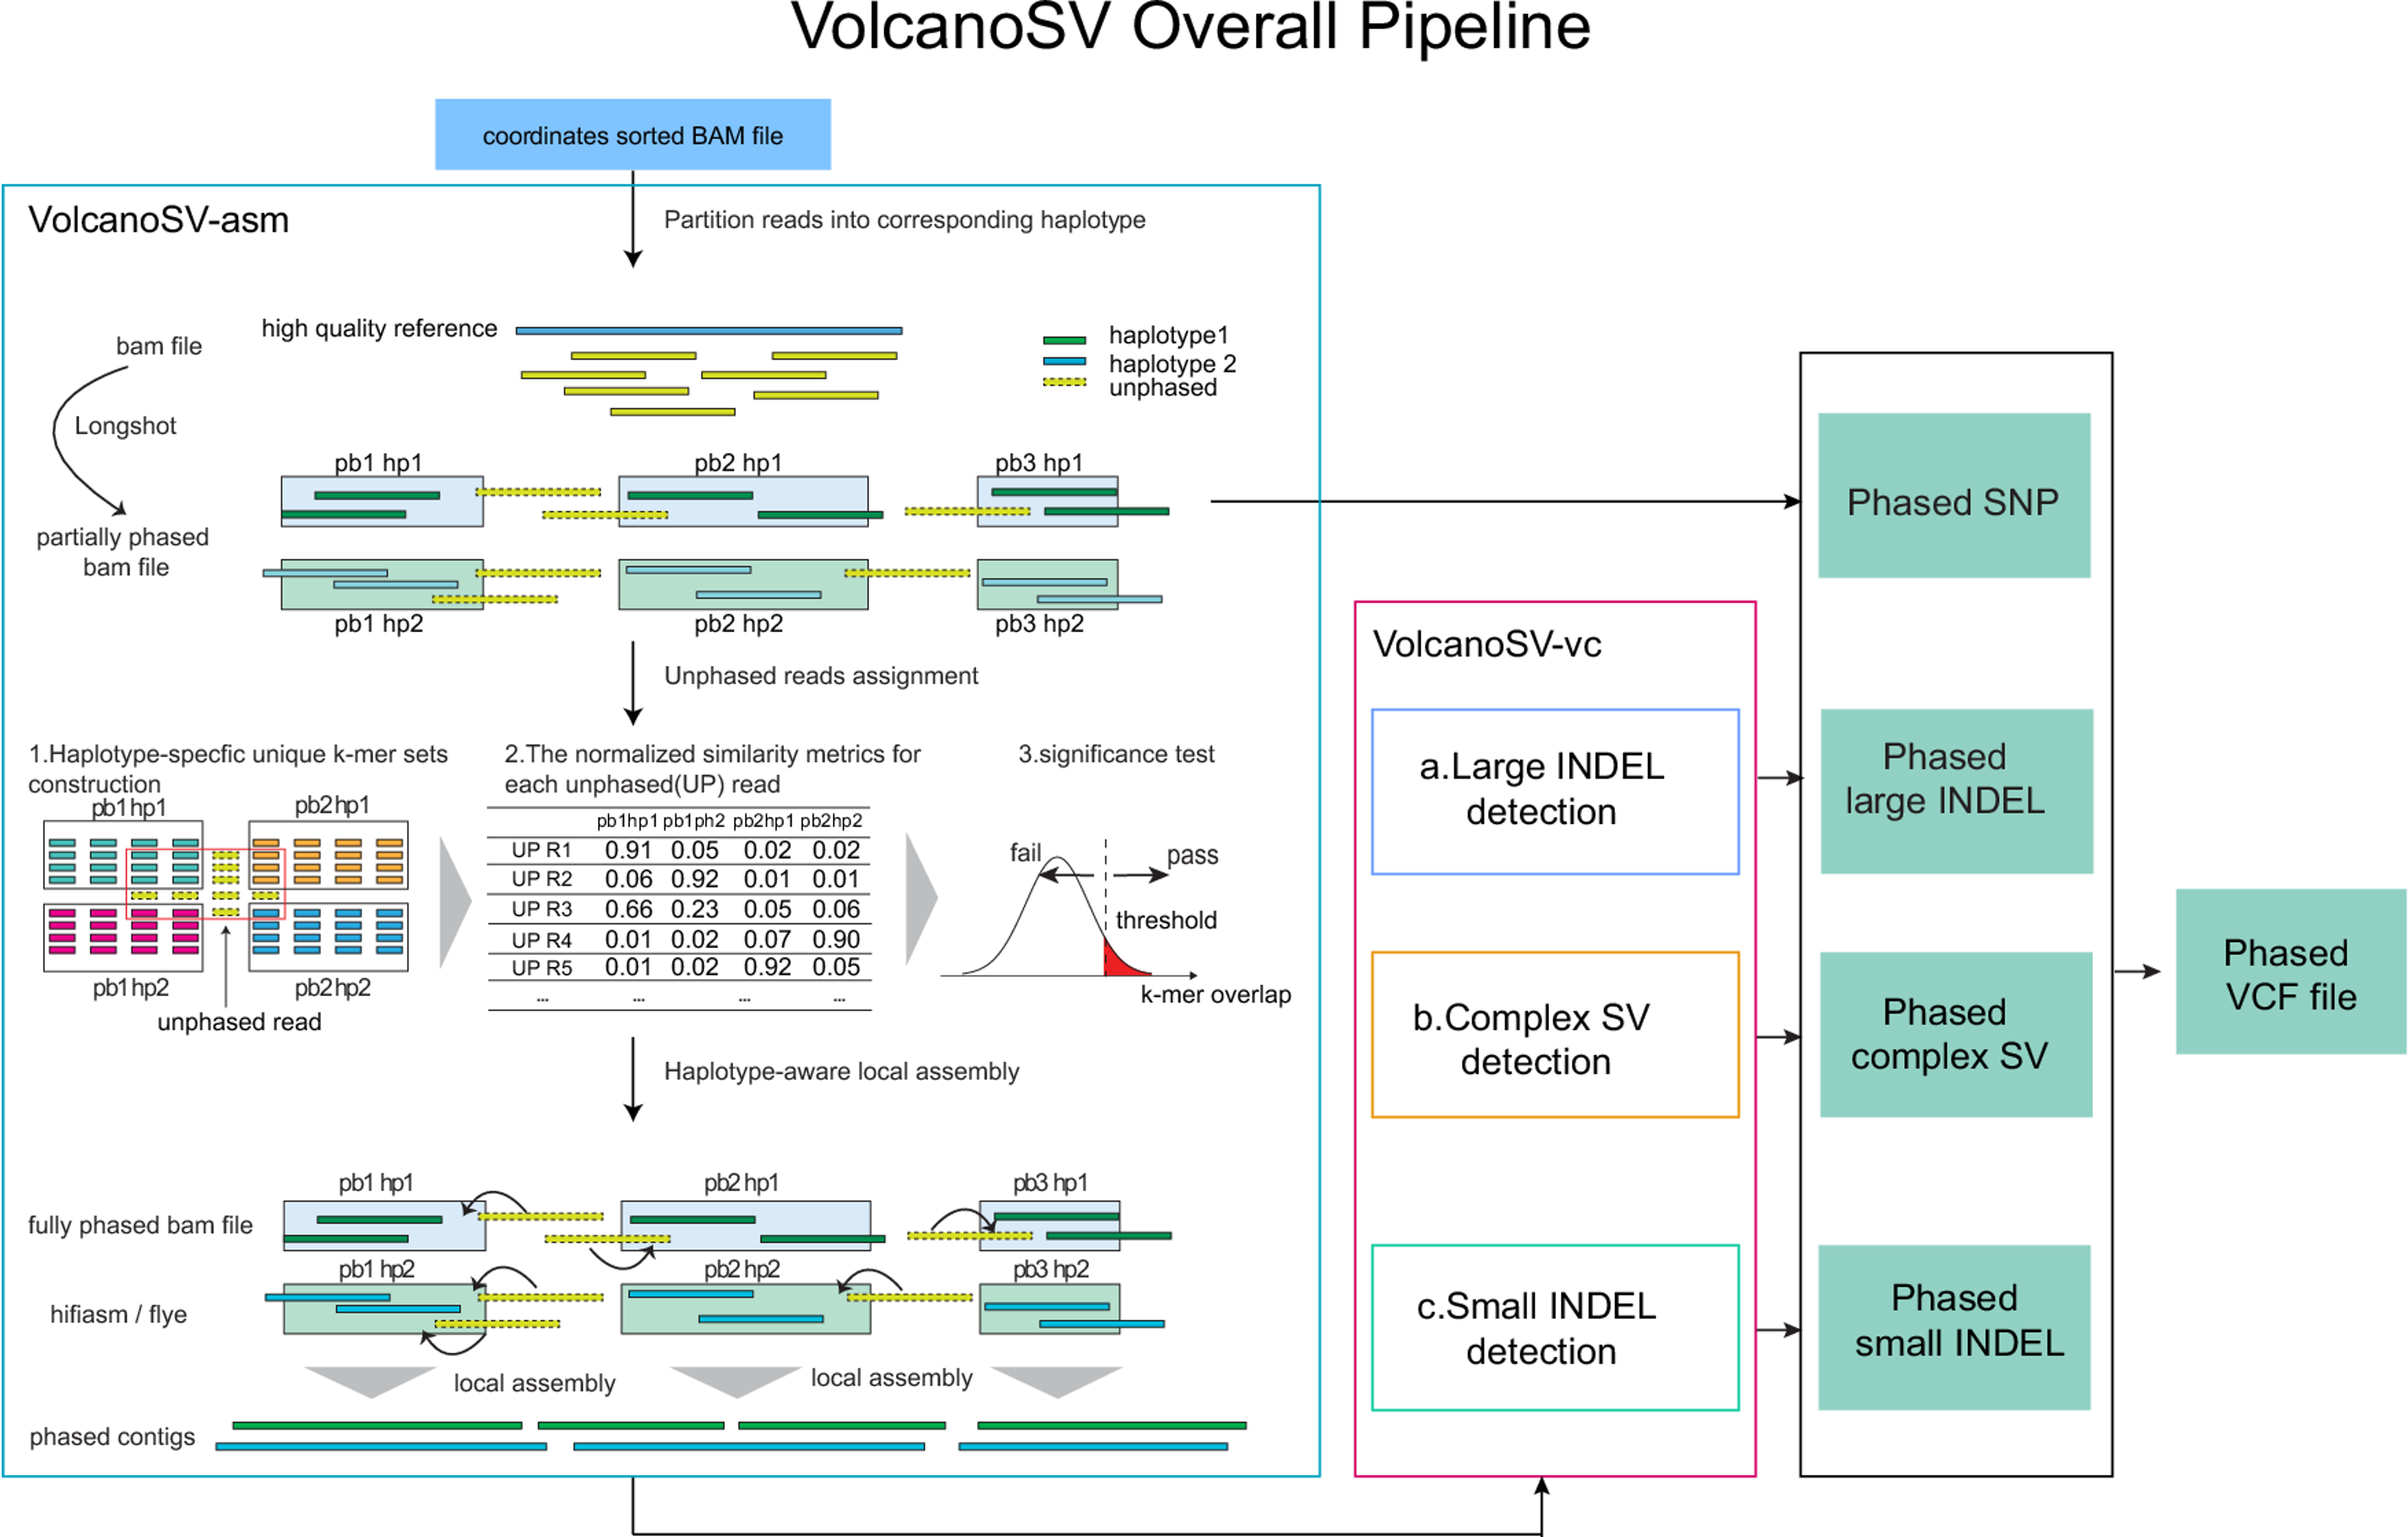 VolcanoSV Overall Pipeline
coordinates sorted BAM file
VolcanoSV-asm
Partition reads into corresponding haplotype
high quality reference
bam file
Longshot
partially phased
bam file
haplotype1
haplotype 2
unphased
pb1 hp1
pb2 hp1
pb3 hp1
pb1 hp2
pb2 hp2
pb3 hp2
Unphased reads assignment
1.Haplotype-specfic unique k-mer sets
construction
pb1hp1
pb2hp1
pb1hp2
pb2hp2
unphased read
2.The normalized similarity metrics for
each unphased(UP) read
pb1hp1 pb1ph2 pb2hp1 pb2hp2
UP R1 0.91 0.05 0.02 0.02
UP R2 0.06 0.92 0.01 0.01
UP R3 0.66 0.23 0.05 0.06
UP R4 0.01 0.02 0.07 0.90
UP R5 0.01 0.02 0.92 0.05
... ... ... ...
3.significance test
fail
pass
threshold
k-mer overlap
Haplotype-aware local assembly
pb1 hp1
pb2 hp1
pb3 hp1
fully phased bam file
pb1 hp2
pb2 hp2
pb3 hp2
hifiasm / flye
local assembly
local assembly
phased contigs
VolcanoSV-vc
a.Large INDEL
detection
b.Complex SV
detection
c.Small INDEL
detection
Phased SNP
Phased
large INDEL
Phased
complex SV
Phased
small INDEL
Phased
VCF file